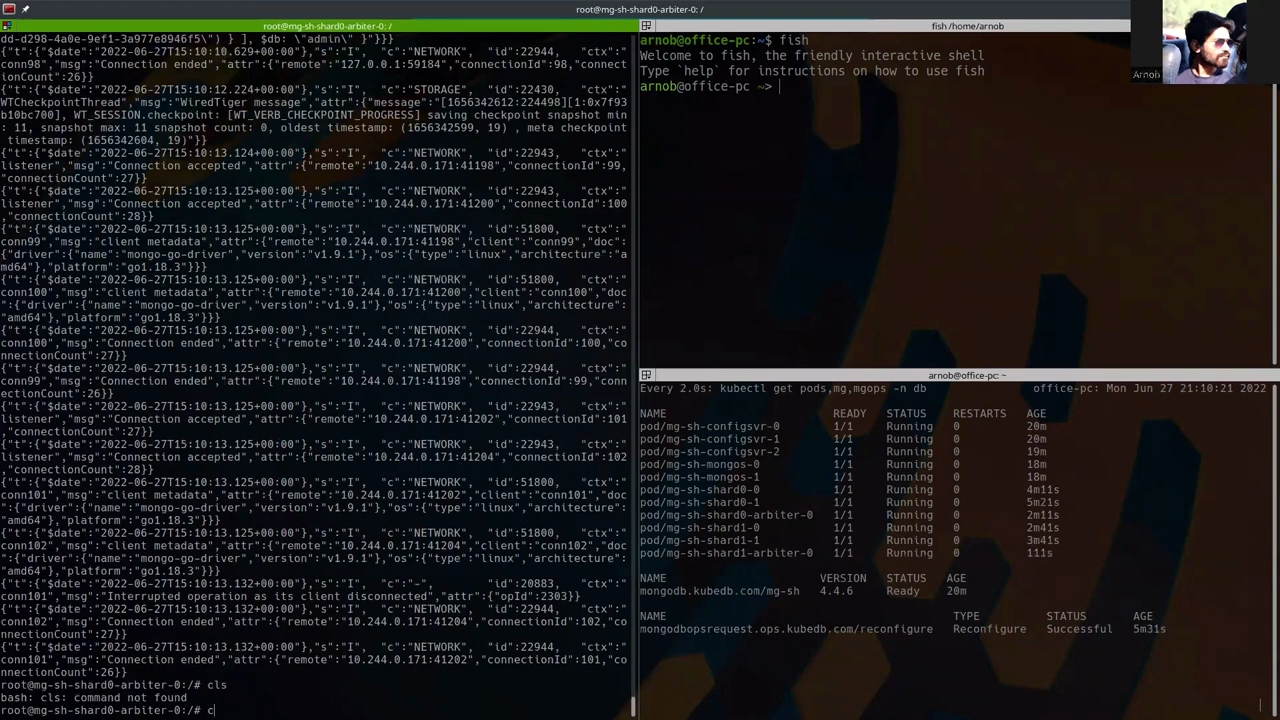 root@mg-sh-shard0-arbiter-0: /
root@mg-sh-shard0-arbiter-0: /
dd-d298-4a0e-9ef1-3a977e8946f5\") } ], $db: \"admin\" }"}}
{"t":{"$date":"2022-06-27T15:10:10.629+00:00"},"s":"I",  "c":"NETWORK",  "id":22944,   "ctx":"
conn98","msg":"Connection ended","attr":{"remote":"127.0.0.1:59184","connectionId":98,"conne
ctionCount":26}}
{"t":{"$date":"2022-06-27T15:10:12.224+00:00"},"s":"I",  "c":"STORAGE",  "id":22430,   "ctx":"
WTCheckpointThread","msg":"WiredTiger message","attr":{"message":"[1656342612:224498][1:0x7f93
b10bc700], WT_SESSION.checkpoint: [WT_VERB_CHECKPOINT_PROGRESS] saving checkpoint snapshot min
: 11, snapshot max: 11 snapshot count: 0, oldest timestamp: (1656342599, 19) , meta checkpoint
 timestamp: (1656342604, 19)"}}
{"t":{"$date":"2022-06-27T15:10:13.124+00:00"},"s":"I",  "c":"NETWORK",  "id":22943,   "ctx":"
listener","msg":"Connection accepted","attr":{"remote":"10.244.0.171:41198","connectionId":99,
"connectionCount":27}}
{"t":{"$date":"2022-06-27T15:10:13.125+00:00"},"s":"I",  "c":"NETWORK",  "id":22943,   "ctx":"
listener","msg":"Connection accepted","attr":{"remote":"10.244.0.171:41200","connectionId":100
,"connectionCount":28}}
{"t":{"$date":"2022-06-27T15:10:13.125+00:00"},"s":"I",  "c":"NETWORK",  "id":51800,   "ctx":"
conn99","msg":"client metadata","attr":{"remote":"10.244.0.171:41198","client":"conn99","doc":
{"driver":{"name":"mongo-go-driver","version":"v1.9.1"},"os":{"type":"linux","architecture":"a
md64"},"platform":"go1.18.3"}}}
{"t":{"$date":"2022-06-27T15:10:13.125+00:00"},"s":"I",  "c":"NETWORK",  "id":51800,   "ctx":"
conn100","msg":"client metadata","attr":{"remote":"10.244.0.171:41200","client":"conn100","doc
":{"driver":{"name":"mongo-go-driver","version":"v1.9.1"},"os":{"type":"linux","architecture":
"amd64"},"platform":"go1.18.3"}}}
{"t":{"$date":"2022-06-27T15:10:13.125+00:00"},"s":"I",  "c":"NETWORK",  "id":22944,   "ctx":"
conn100","msg":"Connection ended","attr":{"remote":"10.244.0.171:41200","connectionId":100,"co
nnectionCount":27}}
{"t":{"$date":"2022-06-27T15:10:13.125+00:00"},"s":"I",  "c":"NETWORK",  "id":22944,   "ctx":"
conn99","msg":"Connection ended","attr":{"remote":"10.244.0.171:41198","connectionId":99,"conn
ectionCount":26}}
{"t":{"$date":"2022-06-27T15:10:13.125+00:00"},"s":"I",  "c":"NETWORK",  "id":22943,   "ctx":"
listener","msg":"Connection accepted","attr":{"remote":"10.244.0.171:41202","connectionId":101
,"connectionCount":27}}
{"t":{"$date":"2022-06-27T15:10:13.125+00:00"},"s":"I",  "c":"NETWORK",  "id":22943,   "ctx":"
listener","msg":"Connection accepted","attr":{"remote":"10.244.0.171:41204","connectionId":102
,"connectionCount":28}}
{"t":{"$date":"2022-06-27T15:10:13.125+00:00"},"s":"I",  "c":"NETWORK",  "id":51800,   "ctx":"
conn101","msg":"client metadata","attr":{"remote":"10.244.0.171:41202","client":"conn101","doc
":{"driver":{"name":"mongo-go-driver","version":"v1.9.1"},"os":{"type":"linux","architecture":
"amd64"},"platform":"go1.18.3"}}}
{"t":{"$date":"2022-06-27T15:10:13.125+00:00"},"s":"I",  "c":"NETWORK",  "id":51800,   "ctx":"
conn102","msg":"client metadata","attr":{"remote":"10.244.0.171:41204","client":"conn102","doc
":{"driver":{"name":"mongo-go-driver","version":"v1.9.1"},"os":{"type":"linux","architecture":
"amd64"},"platform":"go1.18.3"}}}
{"t":{"$date":"2022-06-27T15:10:13.132+00:00"},"s":"I",  "c":"-",        "id":20883,   "ctx":"
conn101","msg":"Interrupted operation as its client disconnected","attr":{"opId":2303}}
{"t":{"$date":"2022-06-27T15:10:13.132+00:00"},"s":"I",  "c":"NETWORK",  "id":22944,   "ctx":"
conn102","msg":"Connection ended","attr":{"remote":"10.244.0.171:41204","connectionId":102,"co
nnectionCount":27}}
{"t":{"$date":"2022-06-27T15:10:13.132+00:00"},"s":"I",  "c":"NETWORK",  "id":22944,   "ctx":"
conn101","msg":"Connection ended","attr":{"remote":"10.244.0.171:41202","connectionId":101,"co
nnectionCount":26}}
root@mg-sh-shard0-arbiter-0:/# cls
bash: cls: command not found
root@mg-sh-shard0-arbiter-0:/# c
fish /home/arnob
arnob@office-pc:~$ fish
Welcome to fish, the friendly interactive shell
Type `help` for instructions on how to use fish
arnob@office-pc ~>
Arnob
arnob@office-pc: ~
Every 2.0s: kubectl get pods,mg,mgops -n db     office-pc: Mon Jun 27 21:10:21 2022
NAME     READY   STATUS    RESTARTS   AGE
pod/mg-sh-configsvr-0     1/1     Running   0     20m
pod/mg-sh-configsvr-1     1/1     Running   0     20m
pod/mg-sh-configsvr-2     1/1     Running   0     19m
pod/mg-sh-mongos-0     1/1     Running   0     18m
pod/mg-sh-mongos-1     1/1     Running   0     18m
pod/mg-sh-shard0-0     1/1     Running   0     4m11s
pod/mg-sh-shard0-1     1/1     Running   0     5m21s
pod/mg-sh-shard0-arbiter-0     1/1     Running   0     2m11s
pod/mg-sh-shard1-0     1/1     Running   0     2m41s
pod/mg-sh-shard1-1     1/1     Running   0     3m41s
pod/mg-sh-shard1-arbiter-0     1/1     Running   0     111s
NAME     VERSION   STATUS   AGE
mongodb.kubedb.com/mg-sh   4.4.6     Ready    20m
NAME     TYPE     STATUS     AGE
mongodbopsrequest.ops.kubedb.com/reconfigure   Reconfigure   Successful   5m31s